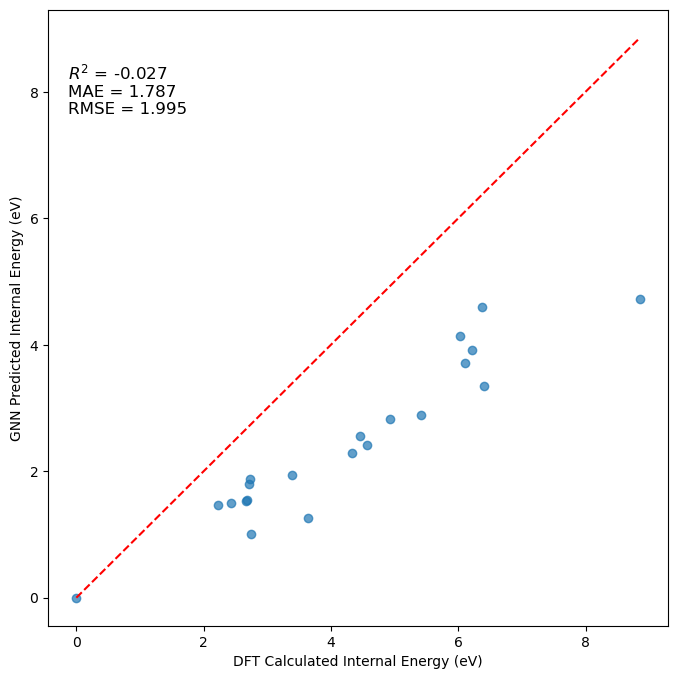 R² = -0.027
MAE = 1.787
RMSE = 1.995
GNN Predicted Internal Energy (eV)
8
6
4
2
0
0 2 4 6 8
DFT Calculated Internal Energy (eV)